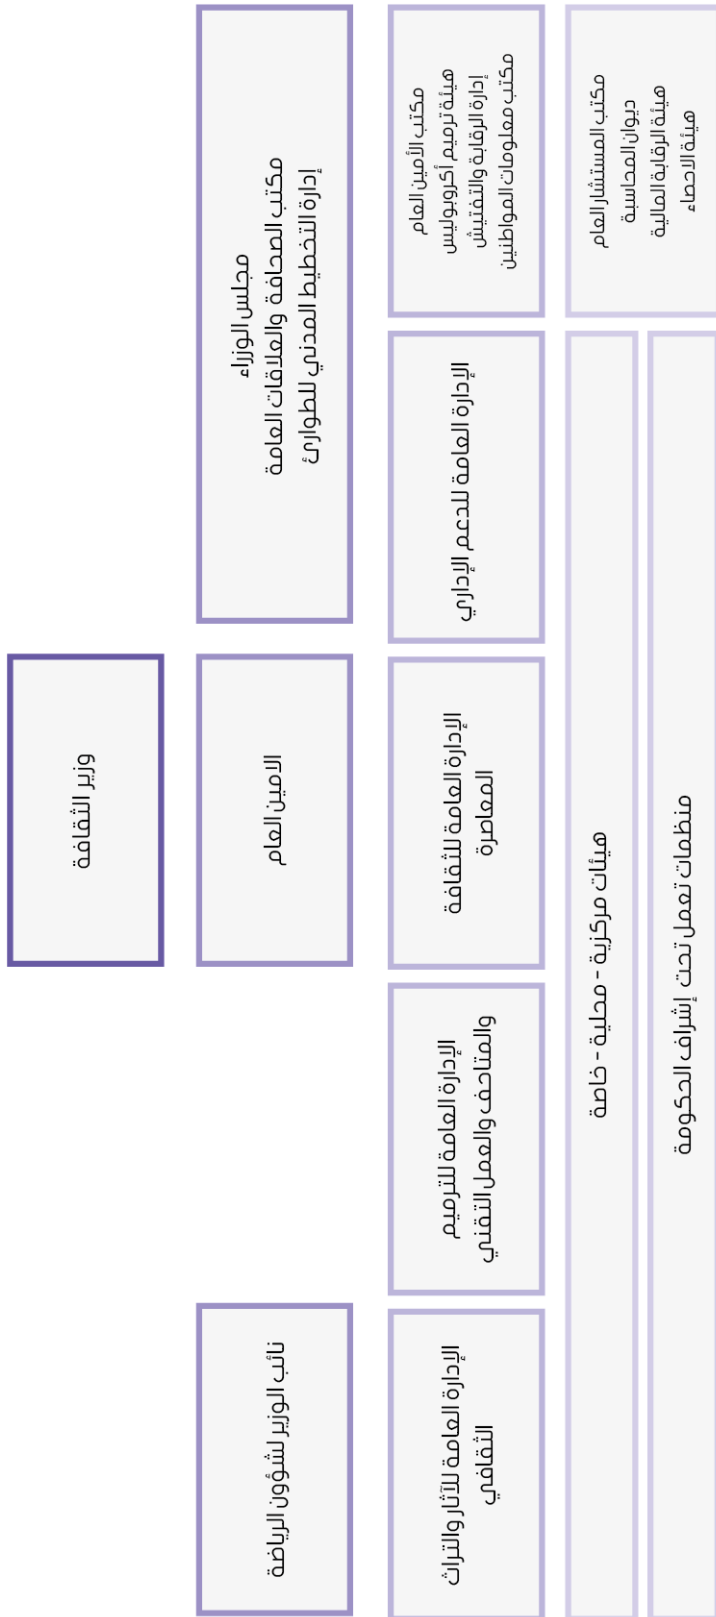 وزير الثقافة
مجلس الوزراء
مكتب الصحافة والعلاقات العامة
إدارة التخطيط المدني للطوارئ
الامين العام
نائب الوزير لشؤون الرياضة
مكتب الأمين العام
هيئة ترميم أكروبوليس
إدارة الرقابة والتفتيش
مكتب معلومات المواطنين
الإدارة العامة للدعم الإداري
الإدارة العامة للثقافة
المعاصرة
الإدارة العامة للترميم
والمتاحف والعمل التقني
الإدارة العامة للآثار والتراث
الثقافي
مكتب المستشار العام
ديوان المحاسبة
هيئة الرقابة المالية
هيئة الاحصاء
هيئات مركزية - محلية - خاصة
منظمات تعمل تحت إشراف الحكومة